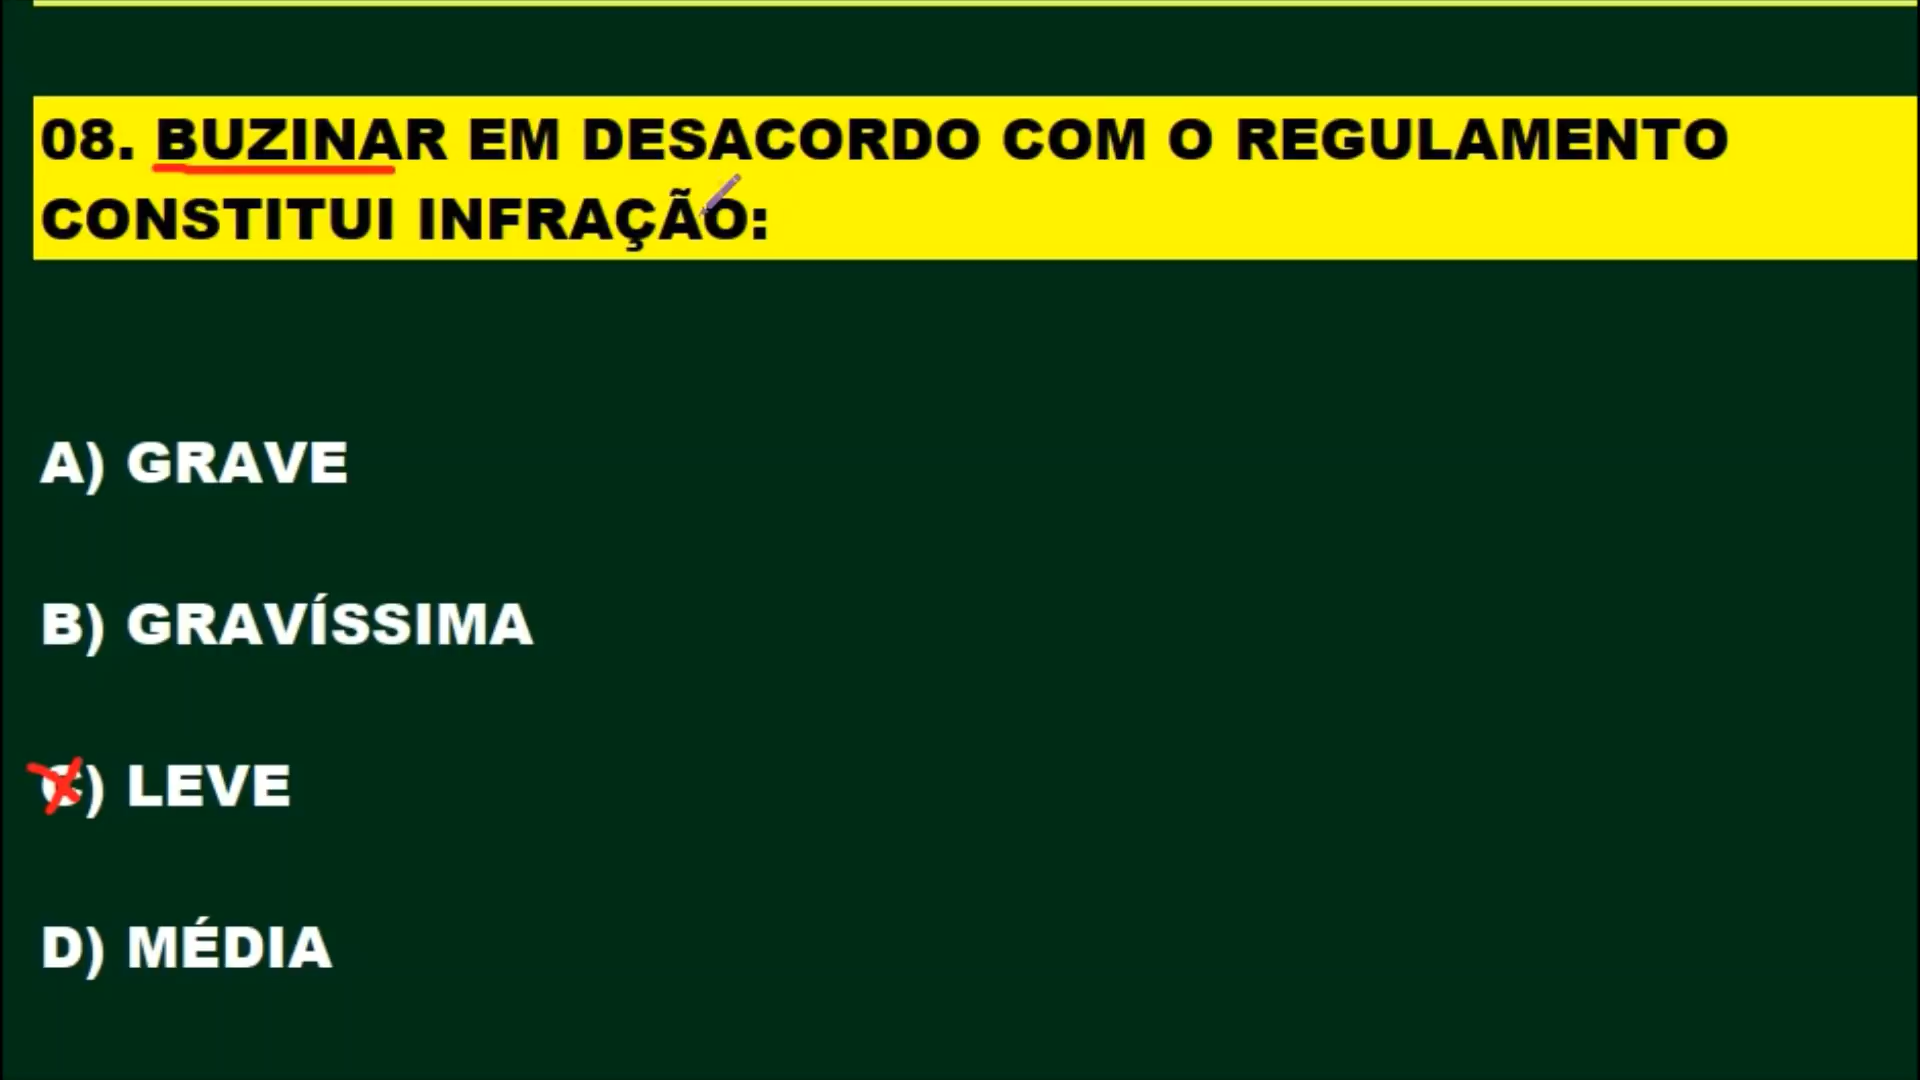 08. BUZINAR EM DESACORDO COM O REGULAMENTO
CONSTITUI INFRAÇÃO:
A) GRAVE
B) GRAVÍSSIMA
C) LEVE
D) MÉDIA